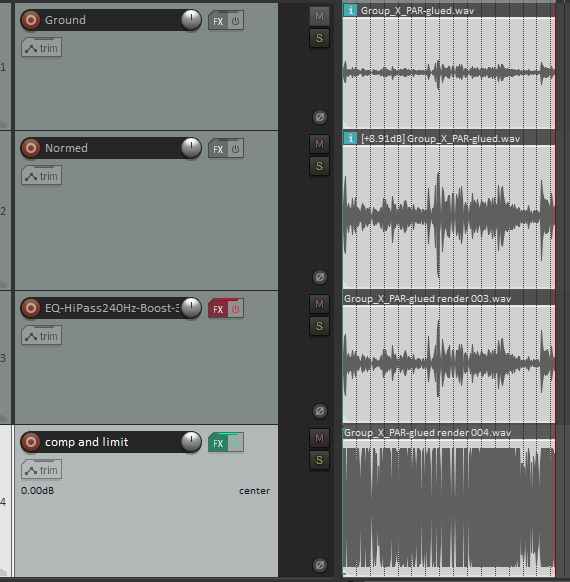 Ground
FX
M
S
trim
1
i Group_X_PAR-glued.wav
Normed
FX
M
S
trim
2
i [+8.91dB] Group_X_PAR-glued.wav
EQ-HiPass240Hz-Boost-3
FX
M
S
trim
3
Group_X_PAR-glued render 003.wav
comp and limit
FX
M
S
trim
0.00dB center
4
Group_X_PAR-glued render 004.wav